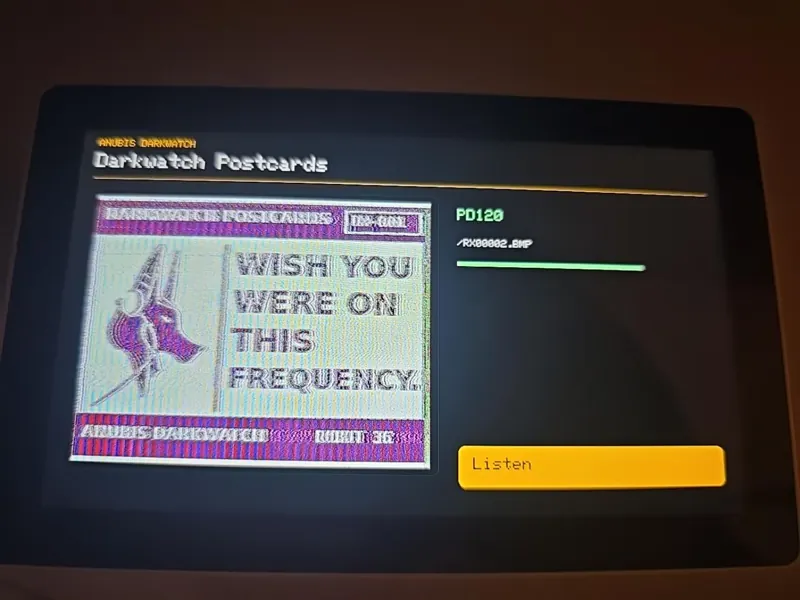 ANUBIS DARKWATCH
Darkwatch Postcards
DARKWATCH POSTCARDS
WISH YOU
WERE ON
THIS
FREQUENCY.
ANUBIS DARKWATCH
ROBOT 36
PD120
/RX00002.BMP
Listen